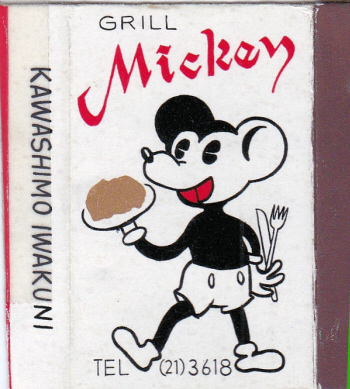 GRILL
Mickey
KAWASHIMO IWAKUNI
TEL (21)3618